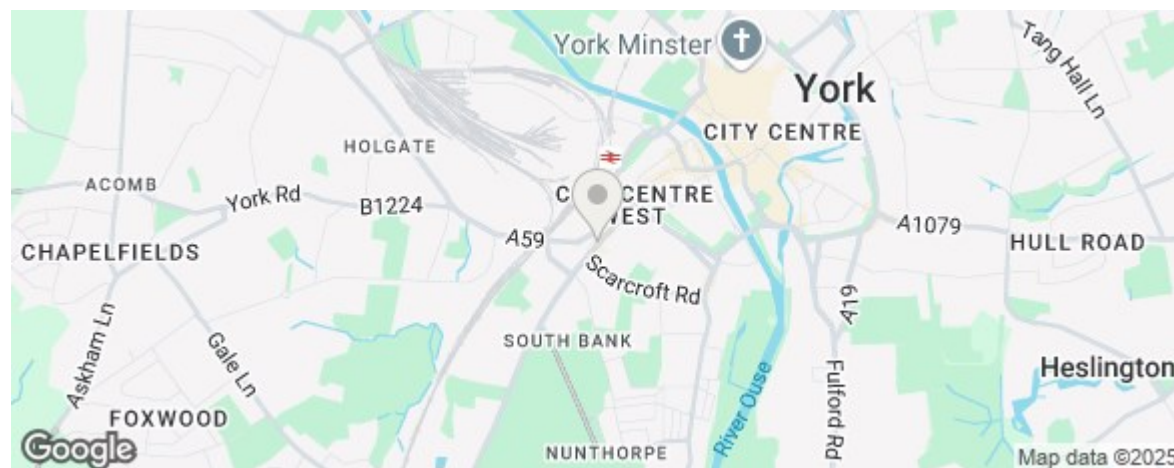 York Minster
York
CITY CENTRE
Tang Hall Ln
HOLGATE
ACOMB
York Rd
B1224
CENTRE
WEST
A59
A1079
HULL ROAD
CHAPELFIELDS
Scarcroft Rd
A19
Askham Ln
Gale Ln
SOUTH BANK
River Ouse
Fulford Rd
Heslington
FOXWOOD
NUNTHORPE
Google
Map data ©2025